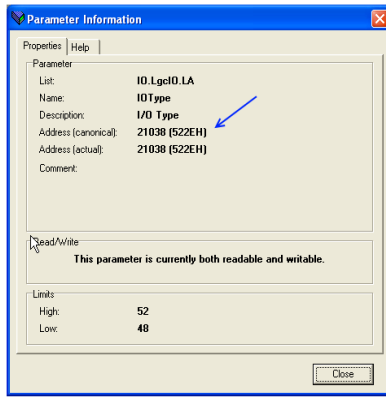 Parameter Information
Properties Help
Parameter
List: IO.LgcIO.LA
Name: IOType
Description: I/O Type
Address (canonical): 21038 (522EH)
Address (actual): 21038 (522EH)
Comment:
Read/Write
This parameter is currently both readable and writable.
Limits
High: 52
Low: 48
Close